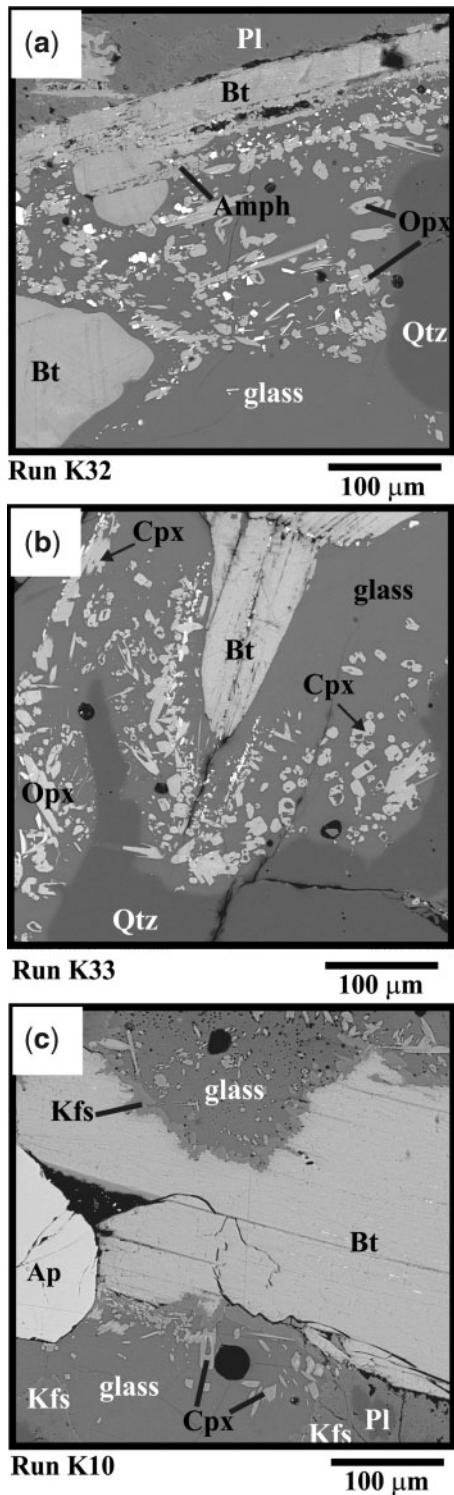 (a)
Pl
Bt
Amph
Opx
Qtz
Bt
glass
Run K32
100 μm
(b)
Cpx
glass
Bt
Cpx
Opx
Qtz
Run K33
100 μm
(c)
glass
Kfs
Bt
Ap
Kfs
glass
Cpx
Kfs
Pl
Run K10
100 μm